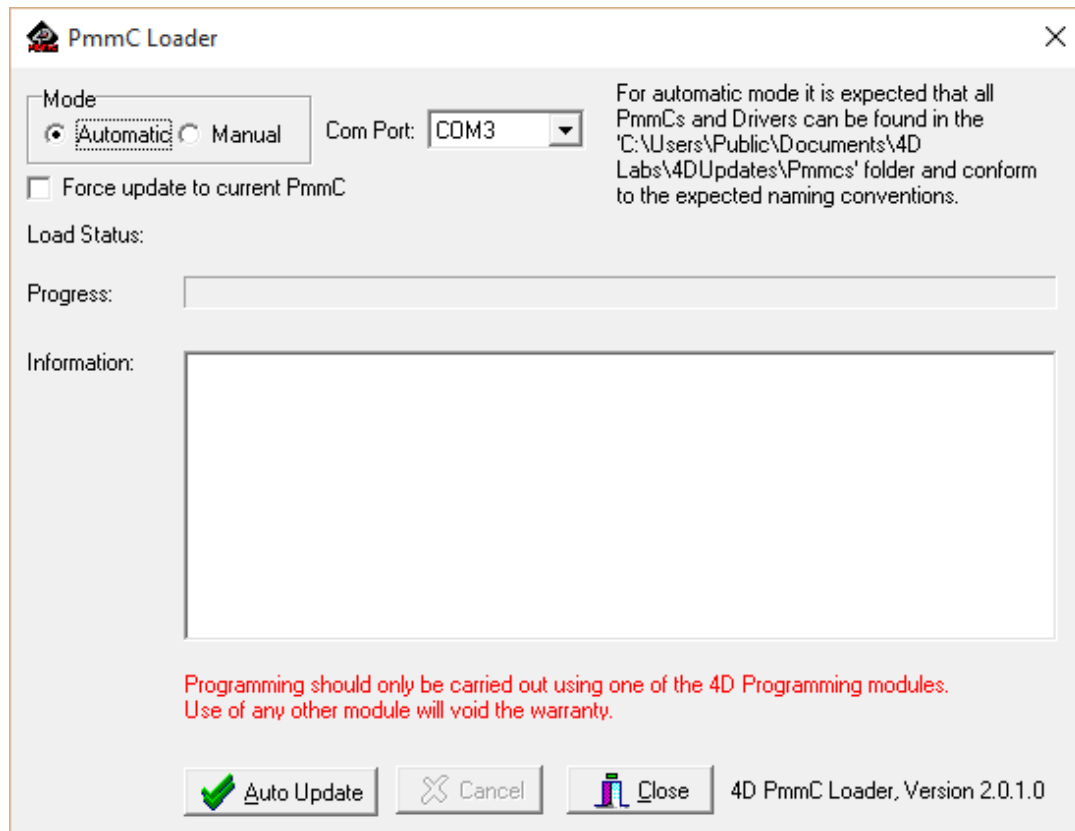 PmmC Loader
Mode
Automatic Manual
Com Port: COM3
For automatic mode it is expected that all
PmmCs and Drivers can be found in the
'C:\Users\Public\Documents\4D
Labs\4DUpdates\Pmmcs' folder and conform
to the expected naming conventions.
Force update to current PmmC
Load Status:
Progress:
Information:
Programming should only be carried out using one of the 4D Programming modules.
Use of any other module will void the warranty.
Auto Update Cancel Close 4D PmmC Loader, Version 2.0.1.0